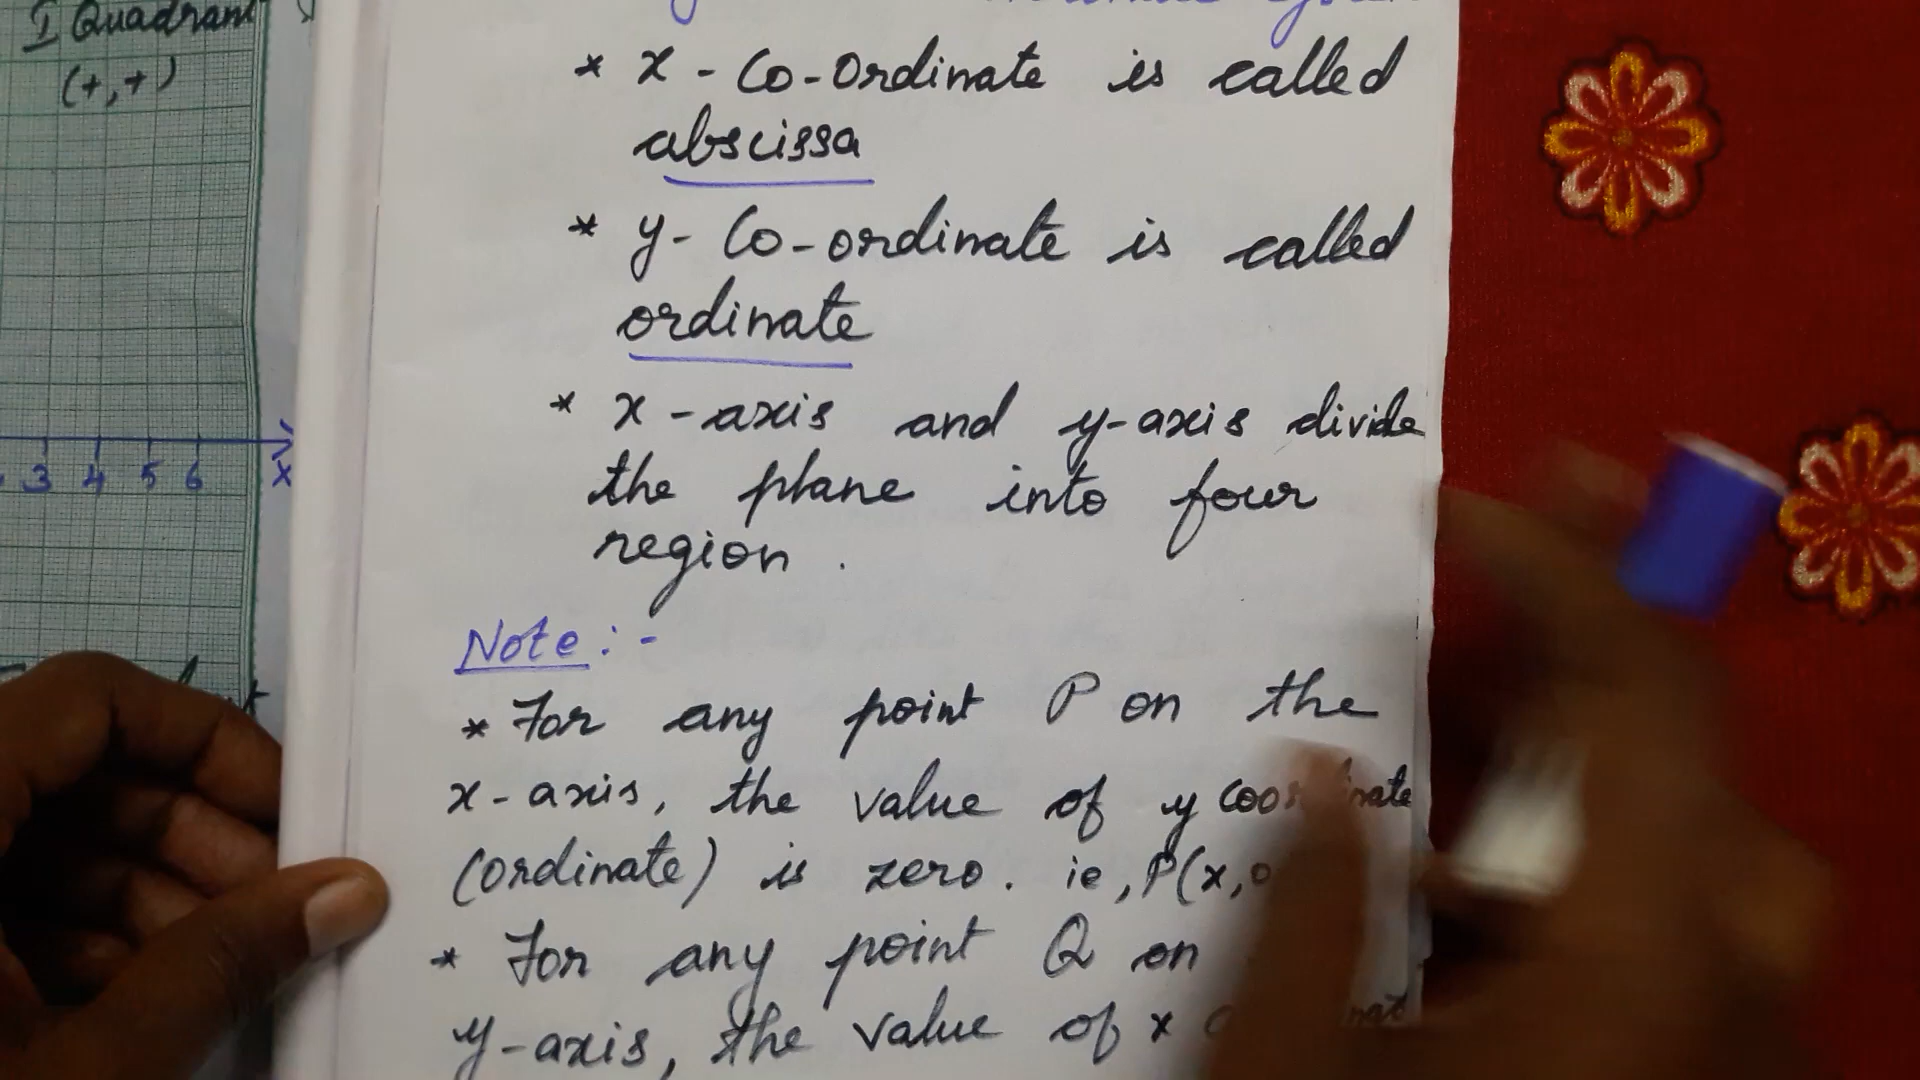 I Quadrant
(+,+)
3 4 5 6 x
* x - Co-Ordinate is called
abscissa
* y - Co-ordinate is called
ordinate
* x - axis and y-axis divide
the plane into four
region .
Note : -
* For any point P on the
x - axis, the value of y
(ordinate) is zero . ie, P(x,0
* For any point Q on
y-axis, the value of x